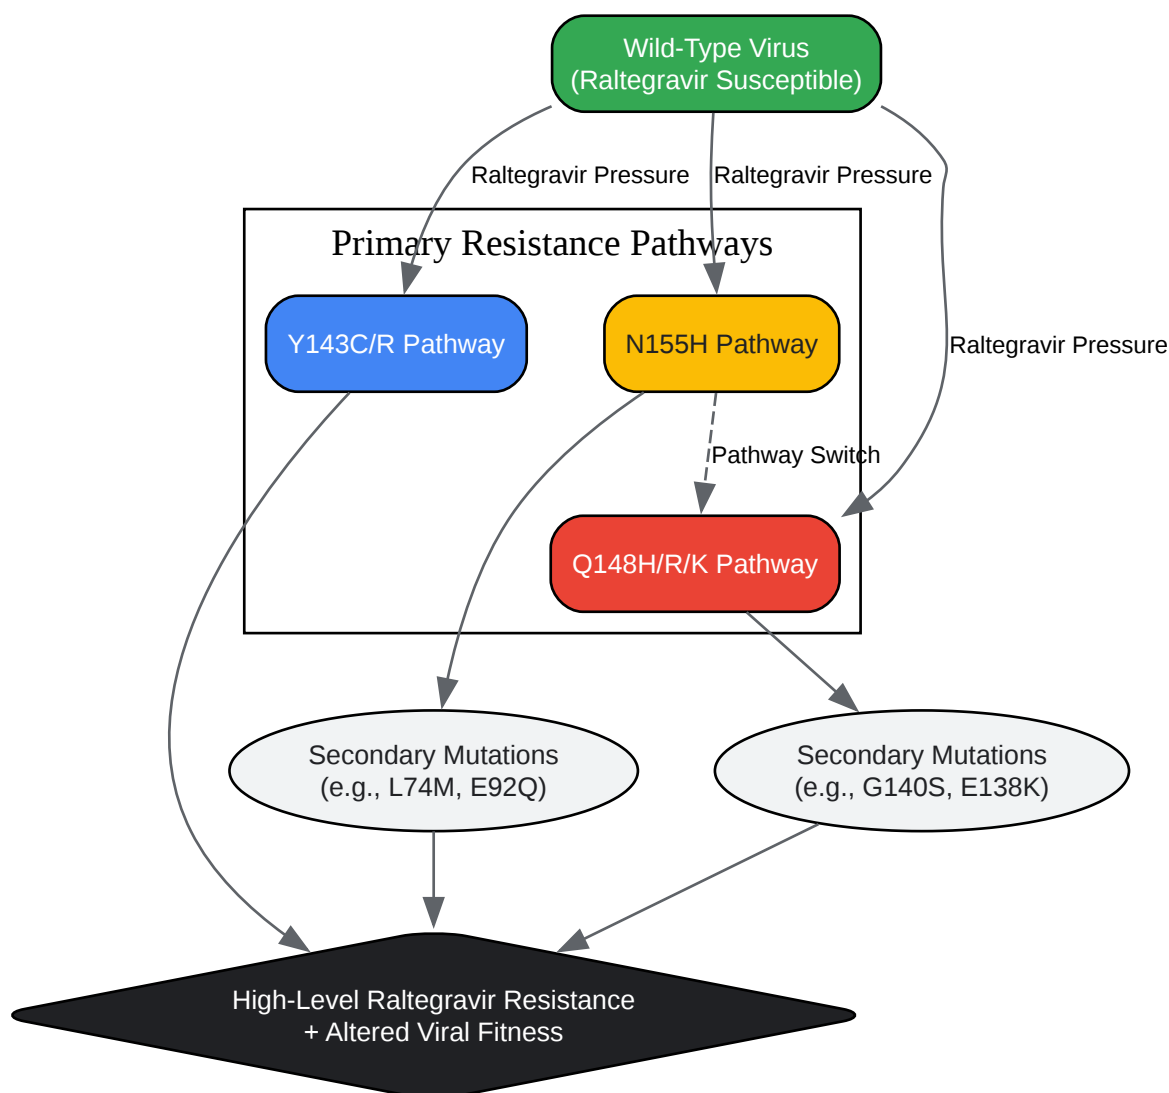 Wild-Type Virus
(Raltegravir Susceptible)
Raltegravir Pressure
Raltegravir Pressure
Primary Resistance Pathways
Y143C/R Pathway
N155H Pathway
Raltegravir Pressure
Pathway Switch
Q148H/R/K Pathway
Secondary Mutations
(e.g., L74M, E92Q)
Secondary Mutations
(e.g., G140S, E138K)
High-Level Raltegravir Resistance
+ Altered Viral Fitness